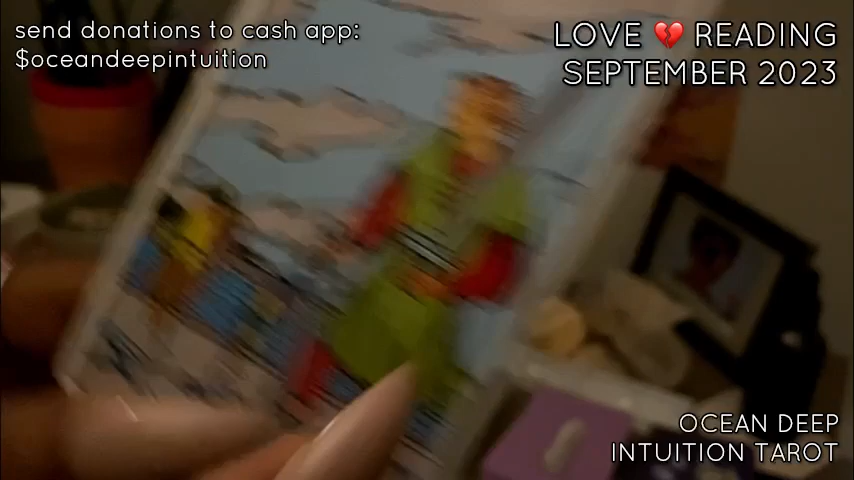 send donations to cash app:
$oceandeepintuition
LOVE 💔 READING
SEPTEMBER 2023
OCEAN DEEP
INTUITION TAROT